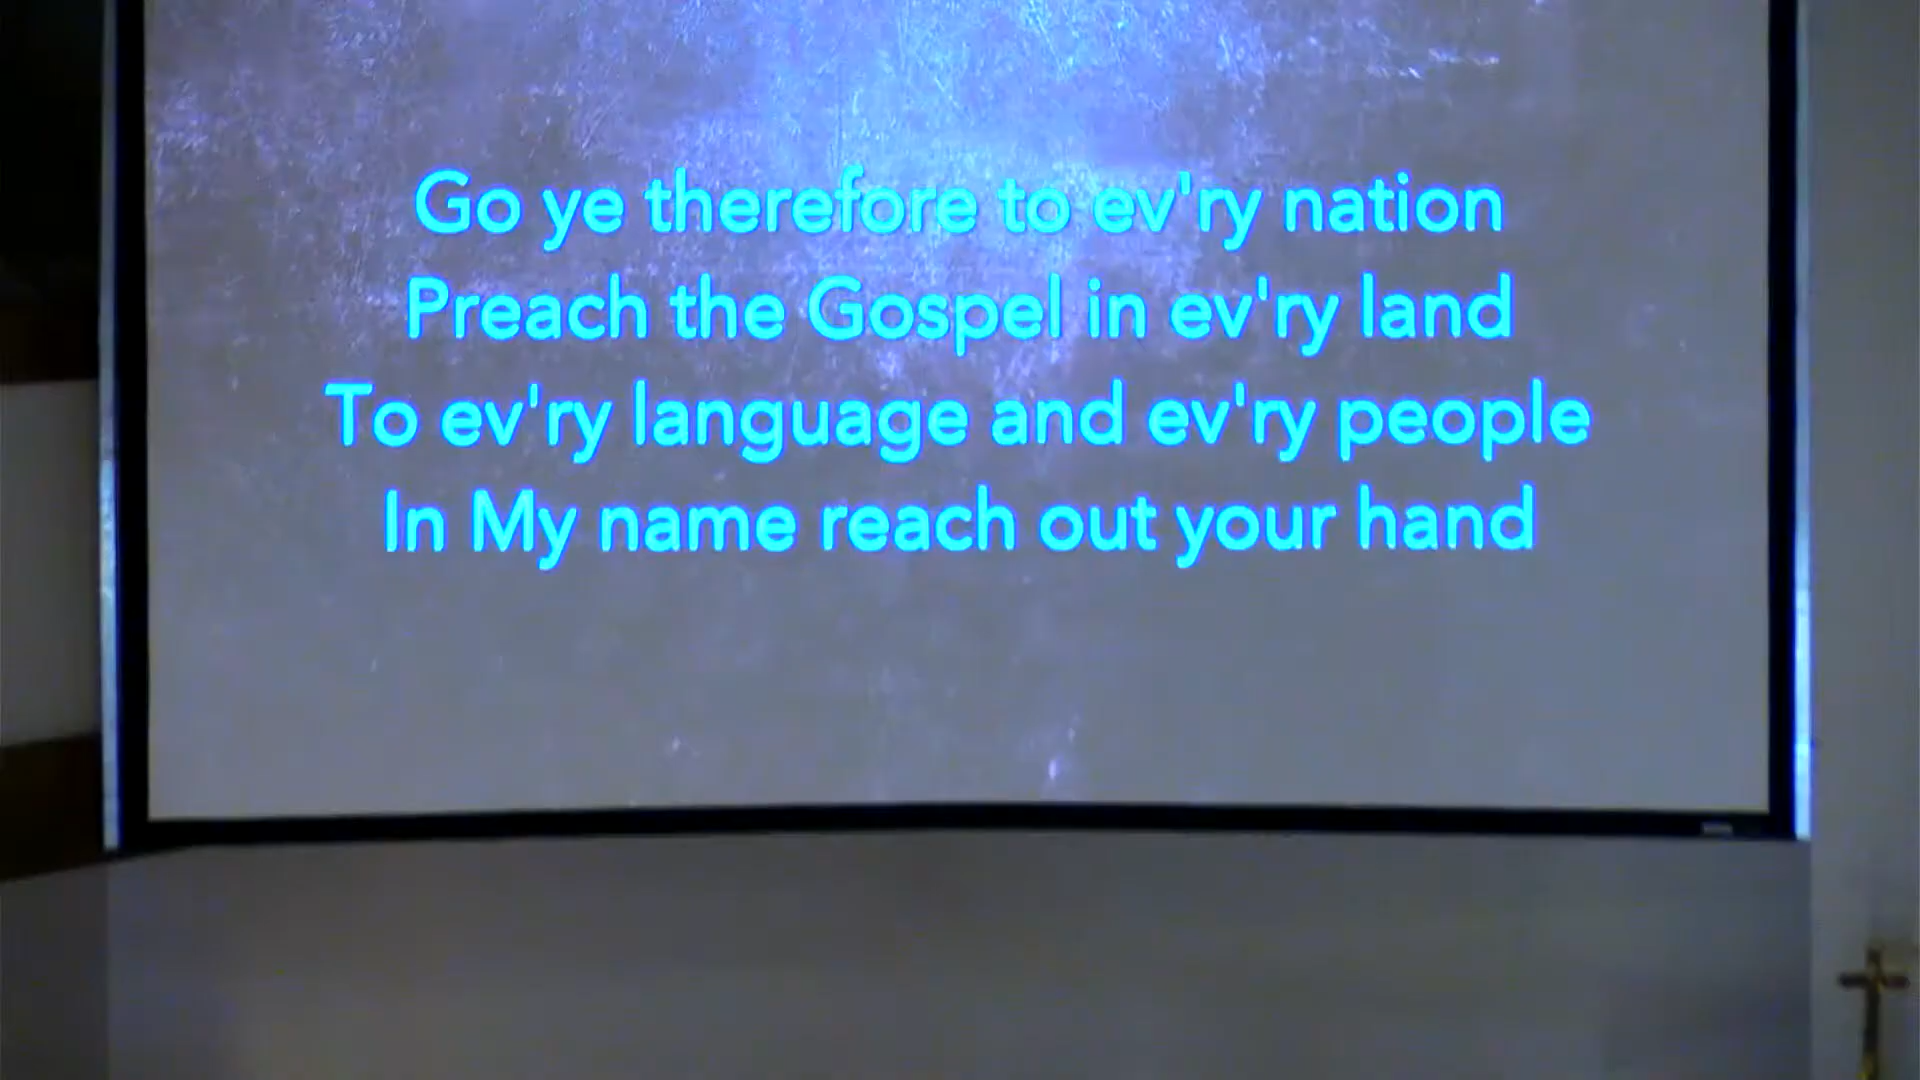 Go ye therefore to ev'ry nation
Preach the Gospel in ev'ry land
To ev'ry language and ev'ry people
In My name reach out your hand